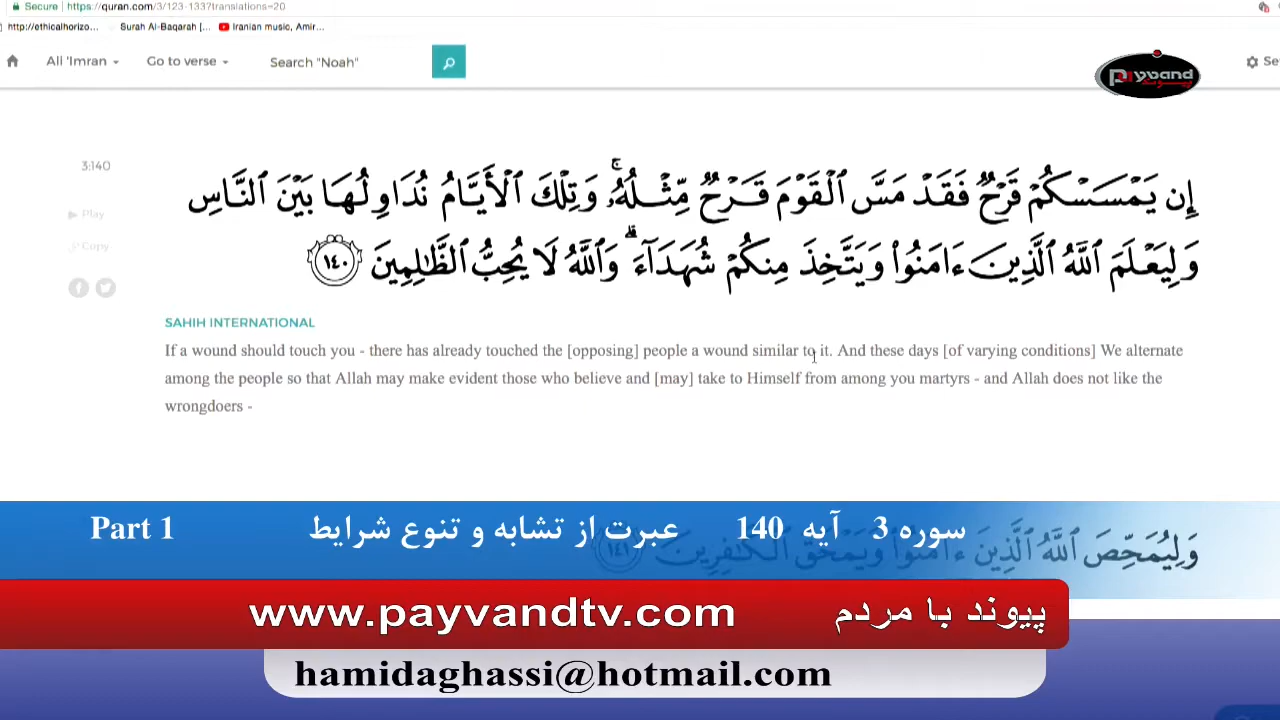 Secure | https://quran.com/3/123-133?translations=20
http://ethicalhorizo... Surah Al-Baqarah [... Iranian music, Amir...
All 'Imran Go to verse Search "Noah" Se
payvand
3:140
إِن يَمْسَسْكُمْ قَرْحٌ فَقَدْ مَسَّ ٱلْقَوْمَ قَرْحٌ مِّثْلُهُۥ ۚ وَتِلْكَ ٱلْأَيَّامُ نُدَاوِلُهَا بَيْنَ ٱلنَّاسِ
Play
وَلِيَعْلَمَ ٱللَّهُ ٱلَّذِينَ ءَامَنُوا۟ وَيَتَّخِذَ مِنكُمْ شُهَدَآءَ ۗ وَٱللَّهُ لَا يُحِبُّ ٱلظَّـٰلِمِينَ ١٤٠
Copy
SAHIH INTERNATIONAL
If a wound should touch you - there has already touched the [opposing] people a wound similar to it. And these days [of varying conditions] We alternate
among the people so that Allah may make evident those who believe and [may] take to Himself from among you martyrs - and Allah does not like the
wrongdoers -
سوره 3 آیه 140 عبرت از تشابه و تنوع شرایط Part 1
وَلِيُمَحِّصَ ٱللَّهُ ٱلَّذِينَ ءَامَنُوا۟ وَيَمْحَقَ ٱلْكَـٰفِرِينَ ١٤١
پیوند با مردم www.payvandtv.com
hamidaghassi@hotmail.com